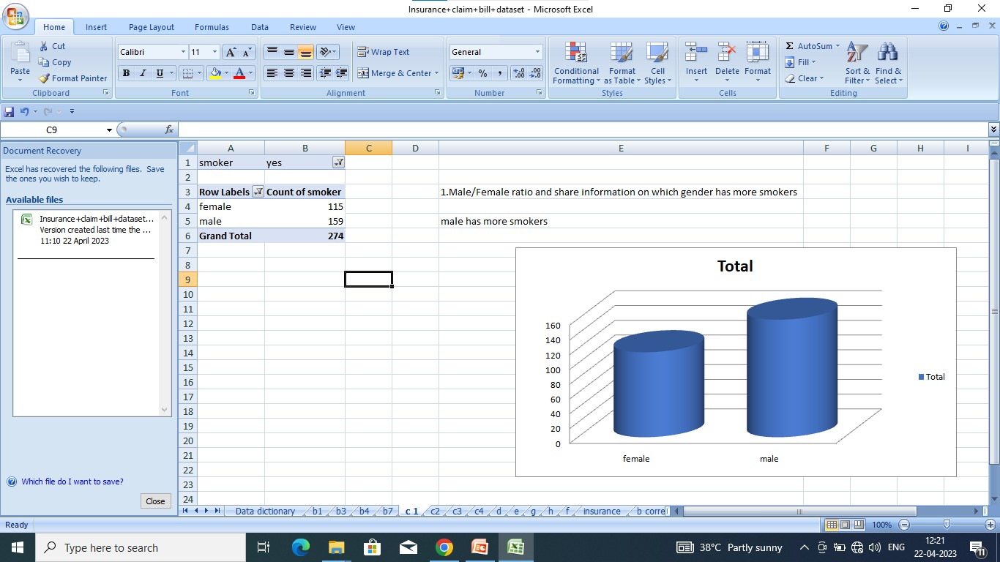 Insurance+claim+bill+dataset - Microsoft Excel
Home Insert Page Layout Formulas Data Review View
Paste
Cut
Copy
Format Painter
Clipboard
Calibri 11
B I U
Font
Wrap Text
Merge & Center
Alignment
General
% ,
Number
Conditional Formatting
Format as Table
Cell Styles
Styles
Insert Delete Format
Cells
Σ AutoSum
Fill
Clear
Sort & Filter
Find & Select
Editing
C9 fx
Document Recovery
Excel has recovered the following files. Save
the ones you wish to keep.
Available files
Insurance+claim+bill+dataset...
Version created last time the ...
11:10 22 April 2023
Which file do I want to save?
Close
A B C D E F G H I
1 smoker yes
2
3 Row Labels Count of smoker 1.Male/Female ratio and share information on which gender has more smokers
4 female 115
5 male 159 male has more smokers
6 Grand Total 274
7
8
9
10
11
12
13
14
15
16
17
18
19
20
21
22
23
24
Total
160
140
120
100
80
60
40
20
0
female male
Total
Data dictionary b1 b3 b4 b7 c 1 c2 c3 c4 d e g h f insurance b corre
Ready 100%
Type here to search
38°C Partly sunny ENG 12:21
22-04-2023 11